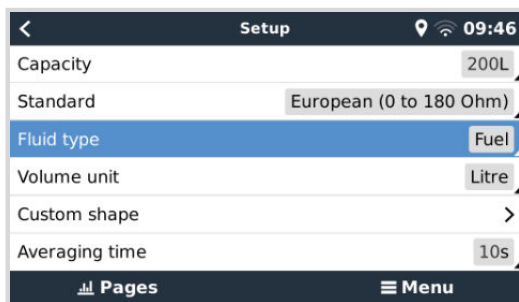 Setup 09:46
Capacity 200L
Standard European (0 to 180 Ohm)
Fluid type Fuel
Volume unit Litre
Custom shape
Averaging time 10s
Pages Menu